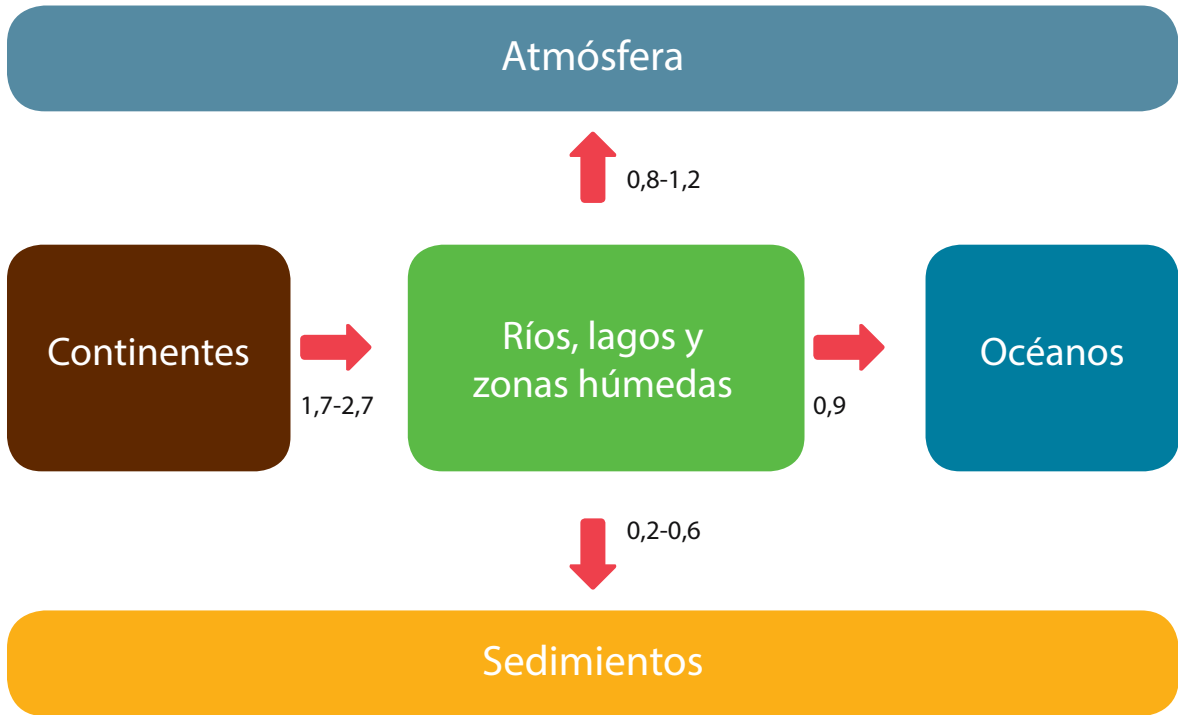 Atmósfera
0,8-1,2
Continentes
1,7-2,7
Ríos, lagos y
zonas húmedas
0,9
Océanos
0,2-0,6
Sedimientos